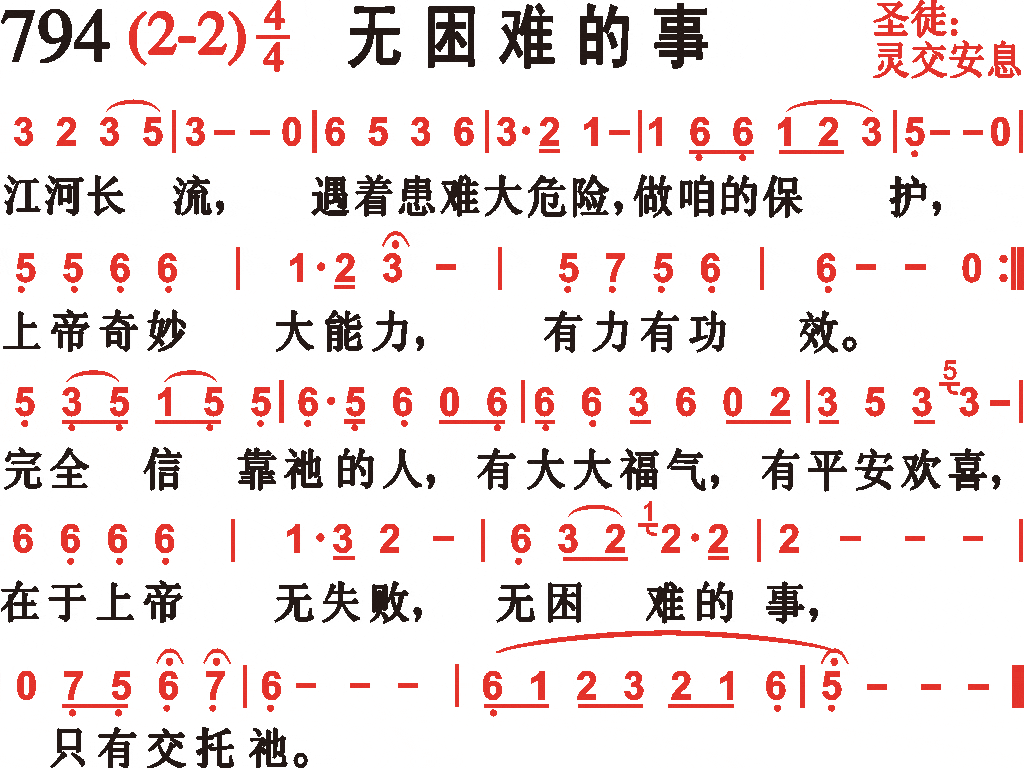 794 (2-2) 4/4 无困难的事 圣徒:
灵交安息
3 2 3 5 | 3 - - 0 | 6 5 3 6 | 3· 2 1 - | 1 6 6 1 2 3 | 5 - - 0 |
江河长 流, 遇着患难大危险,做咱的保 护,
5 5 6 6 | 1· 2 3 - | 5 7 5 6 | 6 - - 0 :||
上帝奇妙 大能力, 有力有功 效。
5 3 5 1 5 5 | 6· 5 6 0 6 | 6 6 3 6 0 2 | 3 5 3 5 3 - |
完全 信 靠祂的人, 有大大福气, 有平安欢喜,
6 6 6 6 | 1· 3 2 - | 6 3 2 1 2· 2 | 2 - - - |
在于上帝 无失败, 无困 难的 事,
0 7 5 6 7 | 6 - - - | 6 1 2 3 2 1 6 | 5 - - -
只有交托祂。